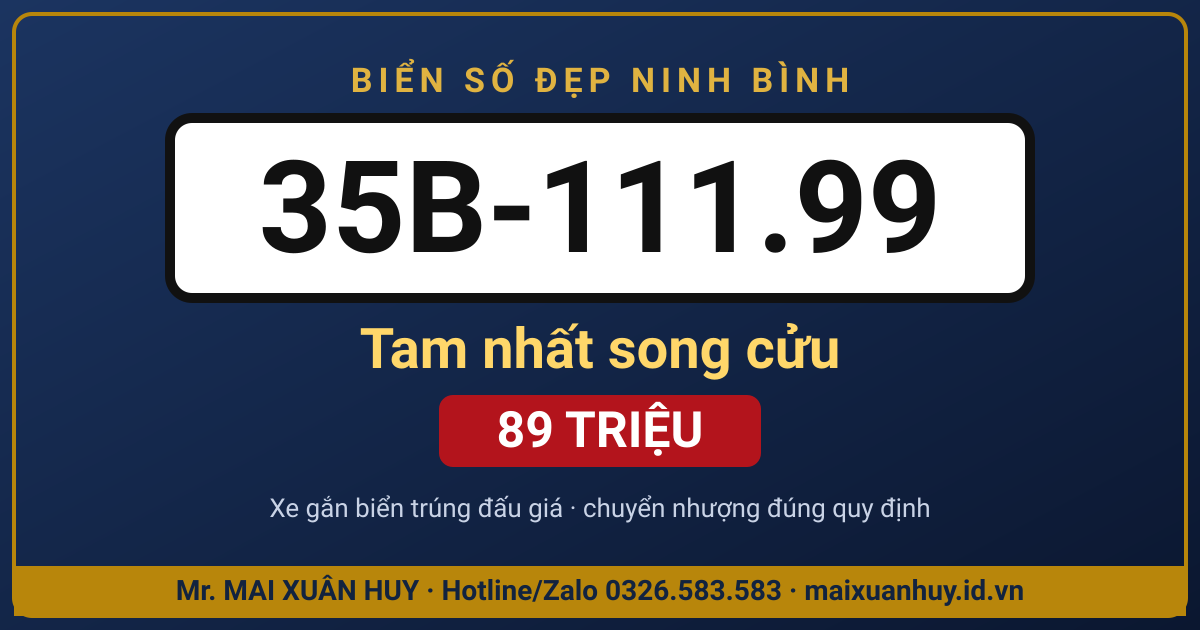 BIỂN SỐ ĐẸP NINH BÌNH
35B-111.99
Tam nhất song cửu
89 TRIỆU
Xe gắn biển trúng đấu giá · chuyển nhượng đúng quy định
Mr. MAI XUÂN HUY · Hotline/Zalo 0326.583.583 · maixuanhuy.id.vn